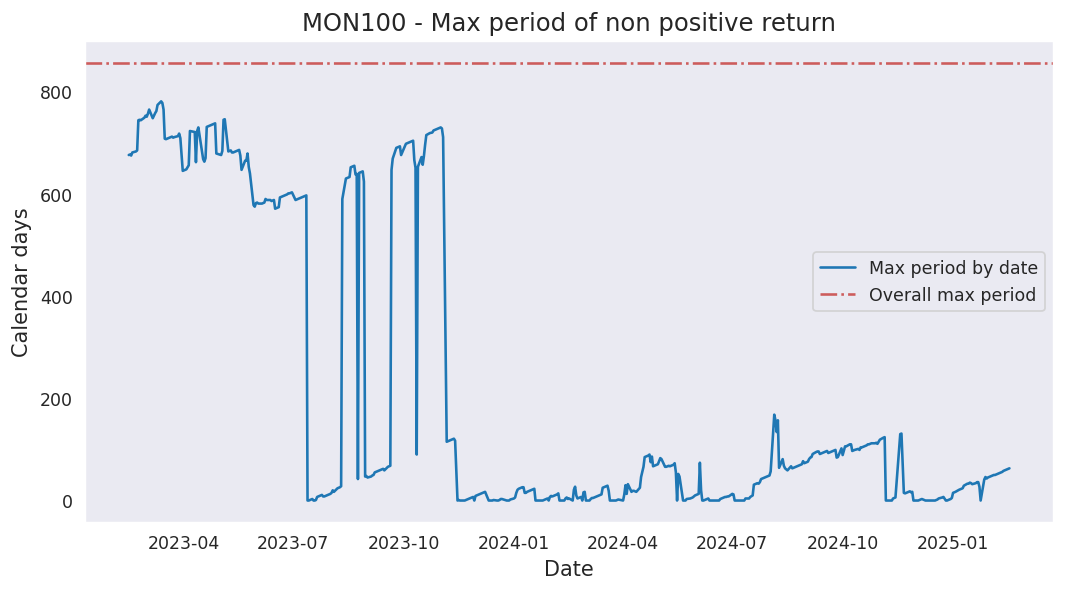 MON100 - Max period of non positive return
Calendar days
800
600
400
200
0
Max period by date
Overall max period
2023-04 2023-07 2023-10 2024-01 2024-04 2024-07 2024-10 2025-01
Date